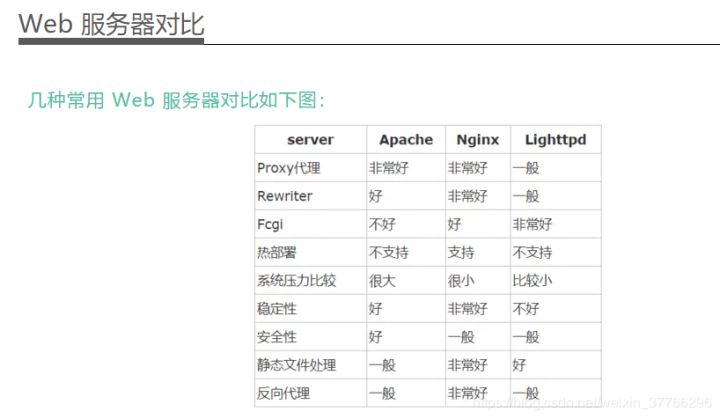 Web 服务器对比
几种常用 Web 服务器对比如下图：
server Apache Nginx Lighttpd
Proxy代理 非常好 非常好 一般
Rewriter 好 非常好 一般
Fcgi 不好 好 非常好
热部署 不支持 支持 不支持
系统压力比较 很大 很小 比较小
稳定性 好 非常好 不好
安全性 好 一般 一般
静态文件处理 一般 非常好 好
反向代理 一般 非常好 一般
https://blog.csdn.net/weixin_37766296